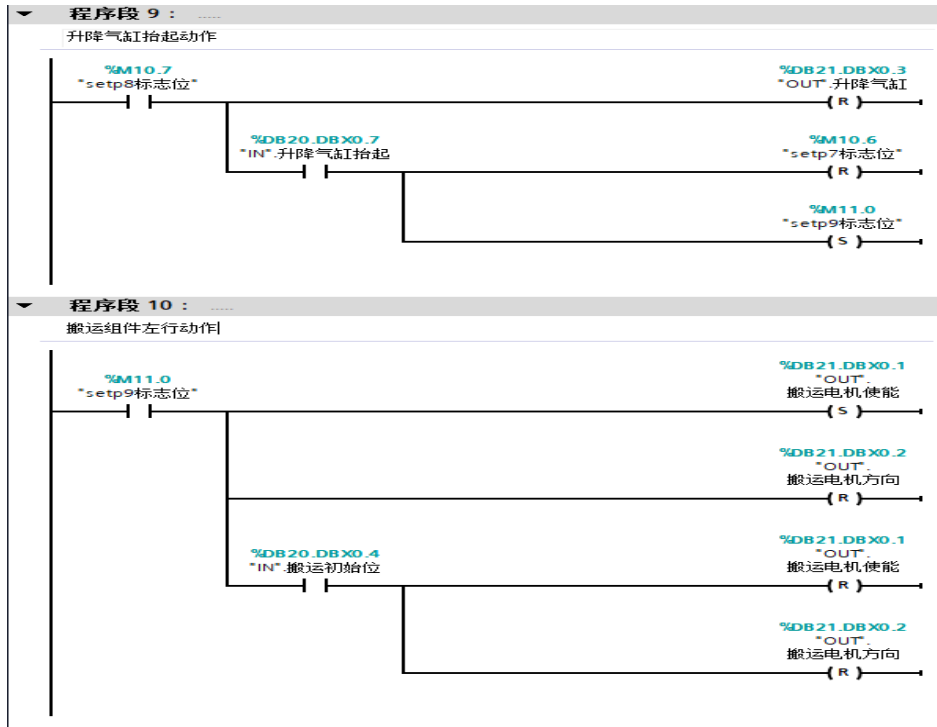 程序段 9： .....
升降气缸抬起动作
%M10.7
"setp8标志位"
%DB21.DBX0.3
"OUT".升降气缸
( R )
%DB20.DBX0.7
"IN".升降气缸抬起
%M10.6
"setp7标志位"
( R )
%M11.0
"setp9标志位"
( S )
程序段 10： .....
搬运组件左行动作
%M11.0
"setp9标志位"
%DB21.DBX0.1
"OUT".
搬运电机使能
( S )
%DB21.DBX0.2
"OUT".
搬运电机方向
( R )
%DB20.DBX0.4
"IN".搬运初始位
%DB21.DBX0.1
"OUT".
搬运电机使能
( R )
%DB21.DBX0.2
"OUT".
搬运电机方向
( R )